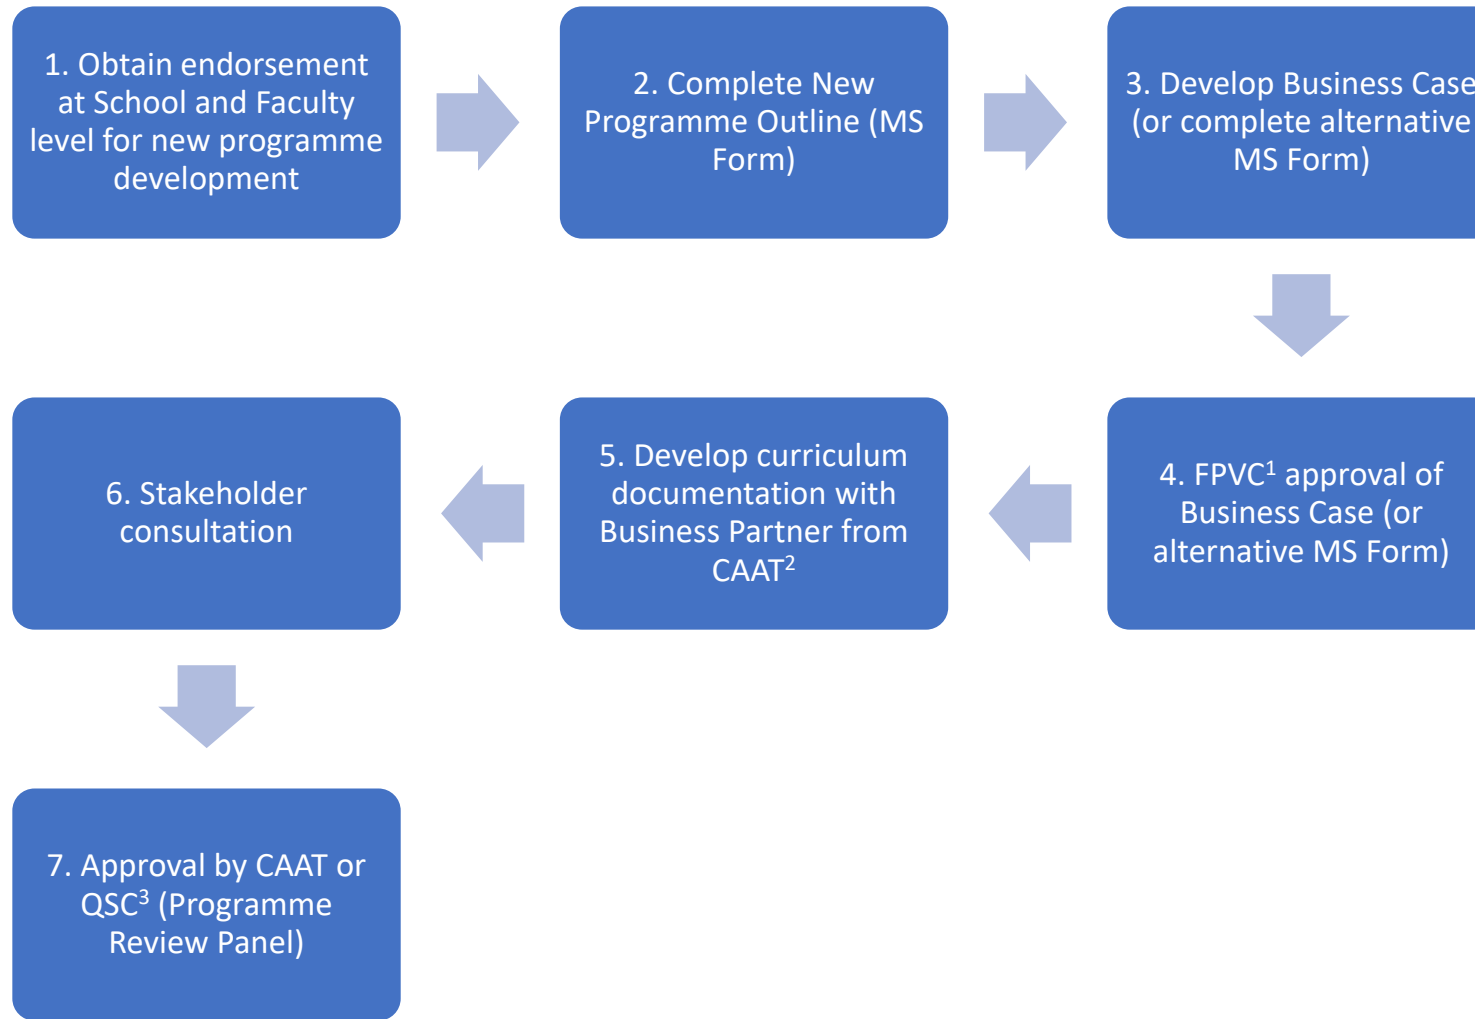 1. Obtain endorsement
at School and Faculty
level for new programme
development
2. Complete New
Programme Outline (MS
Form)
3. Develop Business Case
(or complete alternative
MS Form)
4. FPVC¹ approval of
Business Case (or
alternative MS Form)
5. Develop curriculum
documentation with
Business Partner from
CAAT²
6. Stakeholder
consultation
7. Approval by CAAT or
QSC³ (Programme
Review Panel)